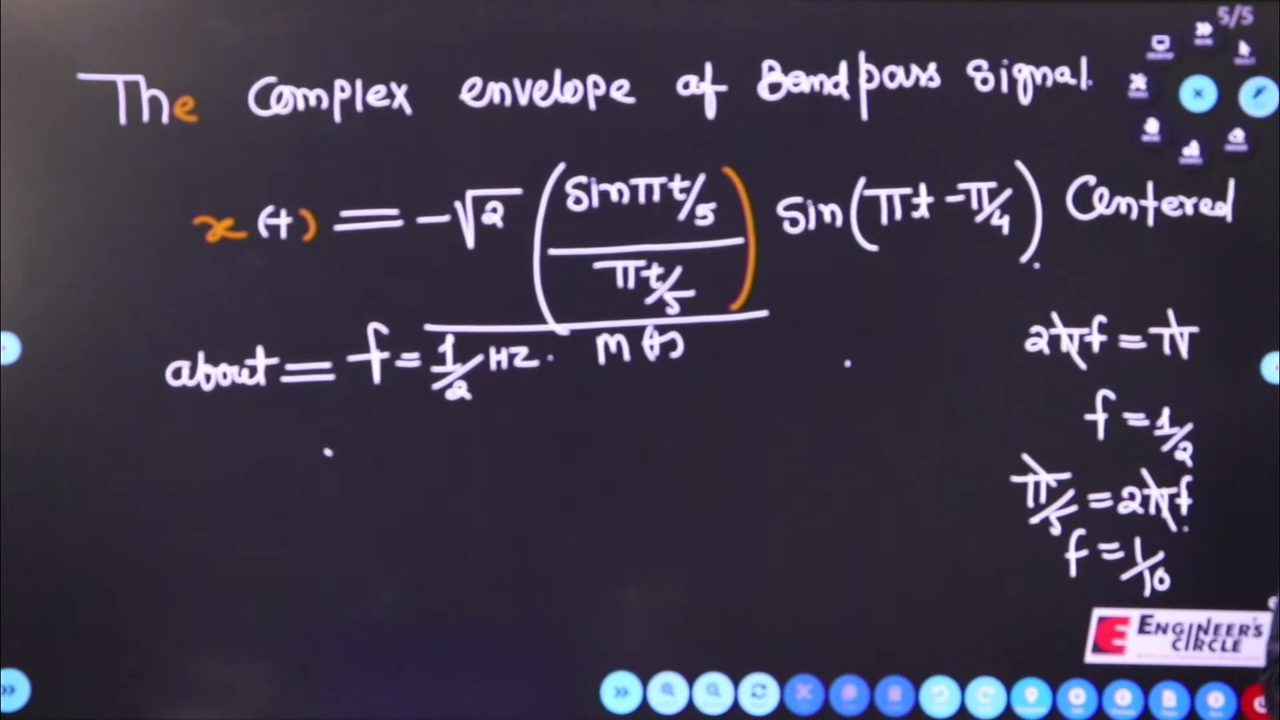 5/5
The Complex envelope of Bandpass Signal.
x(t) = -√2 (sin πt/5 / πt/5) sin(πt - π/4). Centered
m(t)
about = f = 1/2 HZ.
2πf = π
f = 1/2
π/5 = 2πf
f = 1/10
ENGINEER'S
CIRCLE